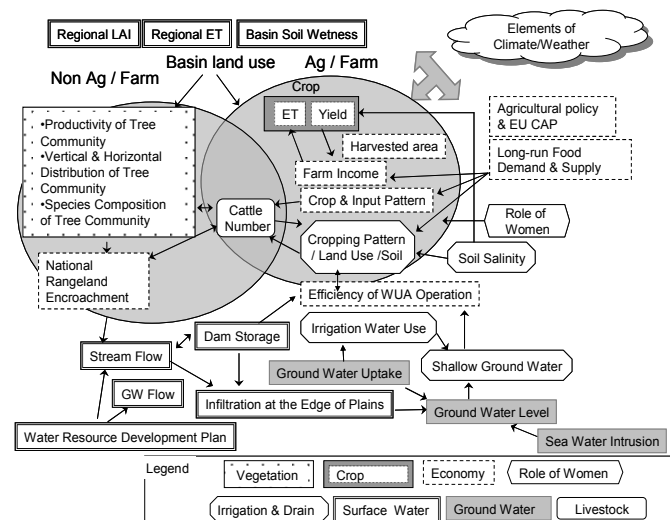 Regional LAI
Regional ET
Basin Soil Wetness
Elements of
Climate/Weather
Non Ag / Farm
Basin land use
Ag / Farm
Crop
ET
Yield
•Productivity of Tree
Community
•Vertical & Horizontal
Distribution of Tree
Community
•Species Composition
of Tree Community
Harvested area
Farm Income
Crop & Input Pattern
Agricultural policy
& EU CAP
Long-run Food
Demand & Supply
Cattle
Number
Cropping Pattern
/ Land Use /Soil
Role of
Women
Soil Salinity
National
Rangeland
Encroachment
Efficiency of WUA Operation
Dam Storage
Irrigation Water Use
Stream Flow
Shallow Ground Water
Ground Water Uptake
GW Flow
Infiltration at the Edge of Plains
Ground Water Level
Water Resource Development Plan
Sea Water Intrusion
Legend
Vegetation
Crop
Economy
Role of Women
Irrigation & Drain
Surface Water
Ground Water
Livestock